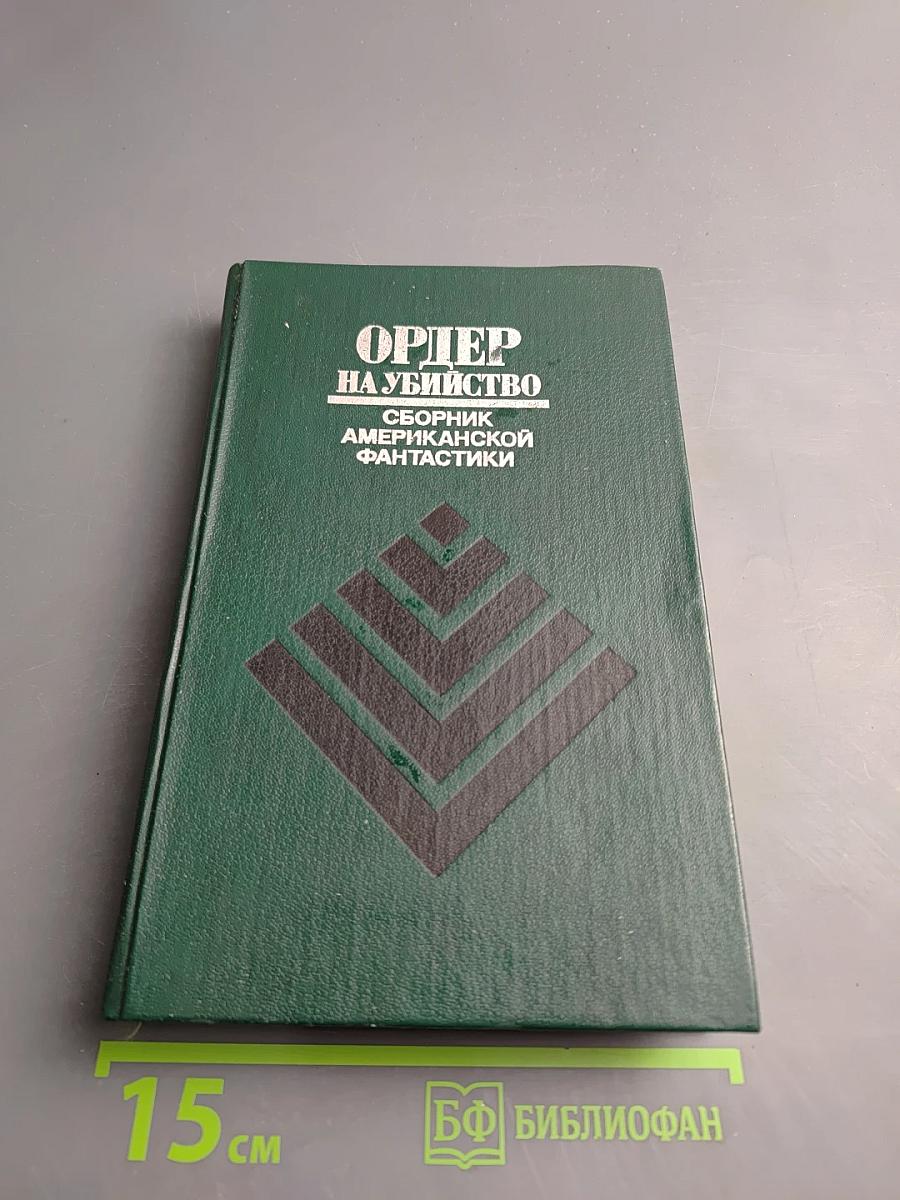 ОРДЕР
НА УБИЙСТВО
СБОРНИК
АМЕРИКАНСКОЙ
ФАНТАСТИКИ
15 см
БФ БИБЛИОФАН